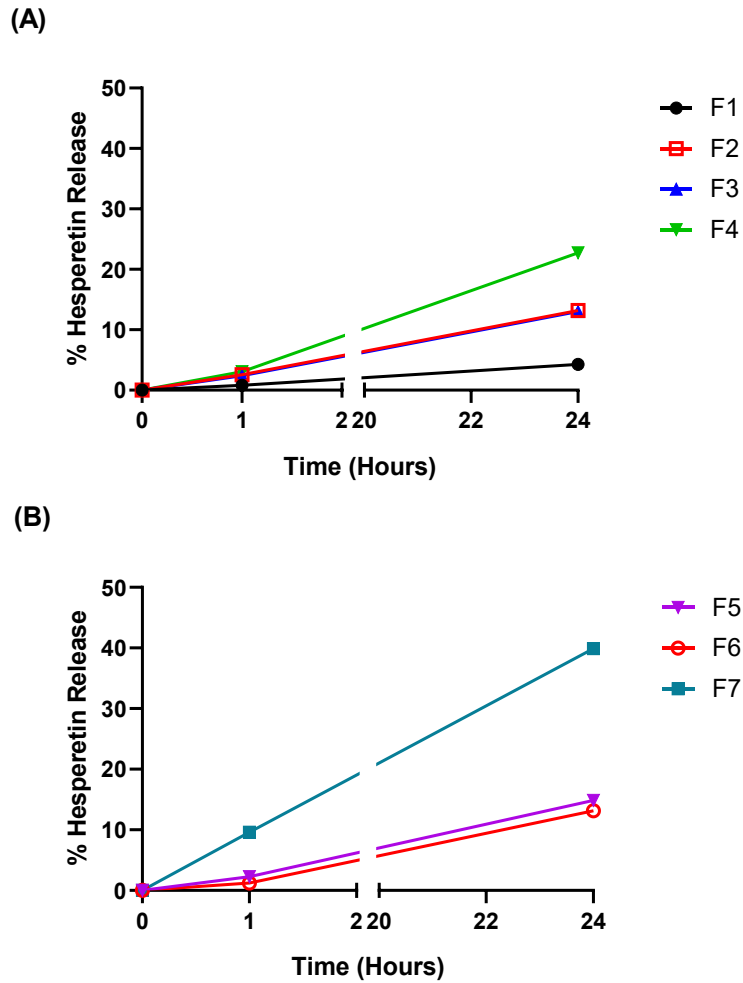 (A)
% Hesperetin Release
50
40
30
20
10
0
0 1 2 20 22 24
Time (Hours)
F1
F2
F3
F4
(B)
% Hesperetin Release
50
40
30
20
10
0
0 1 2 20 22 24
Time (Hours)
F5
F6
F7